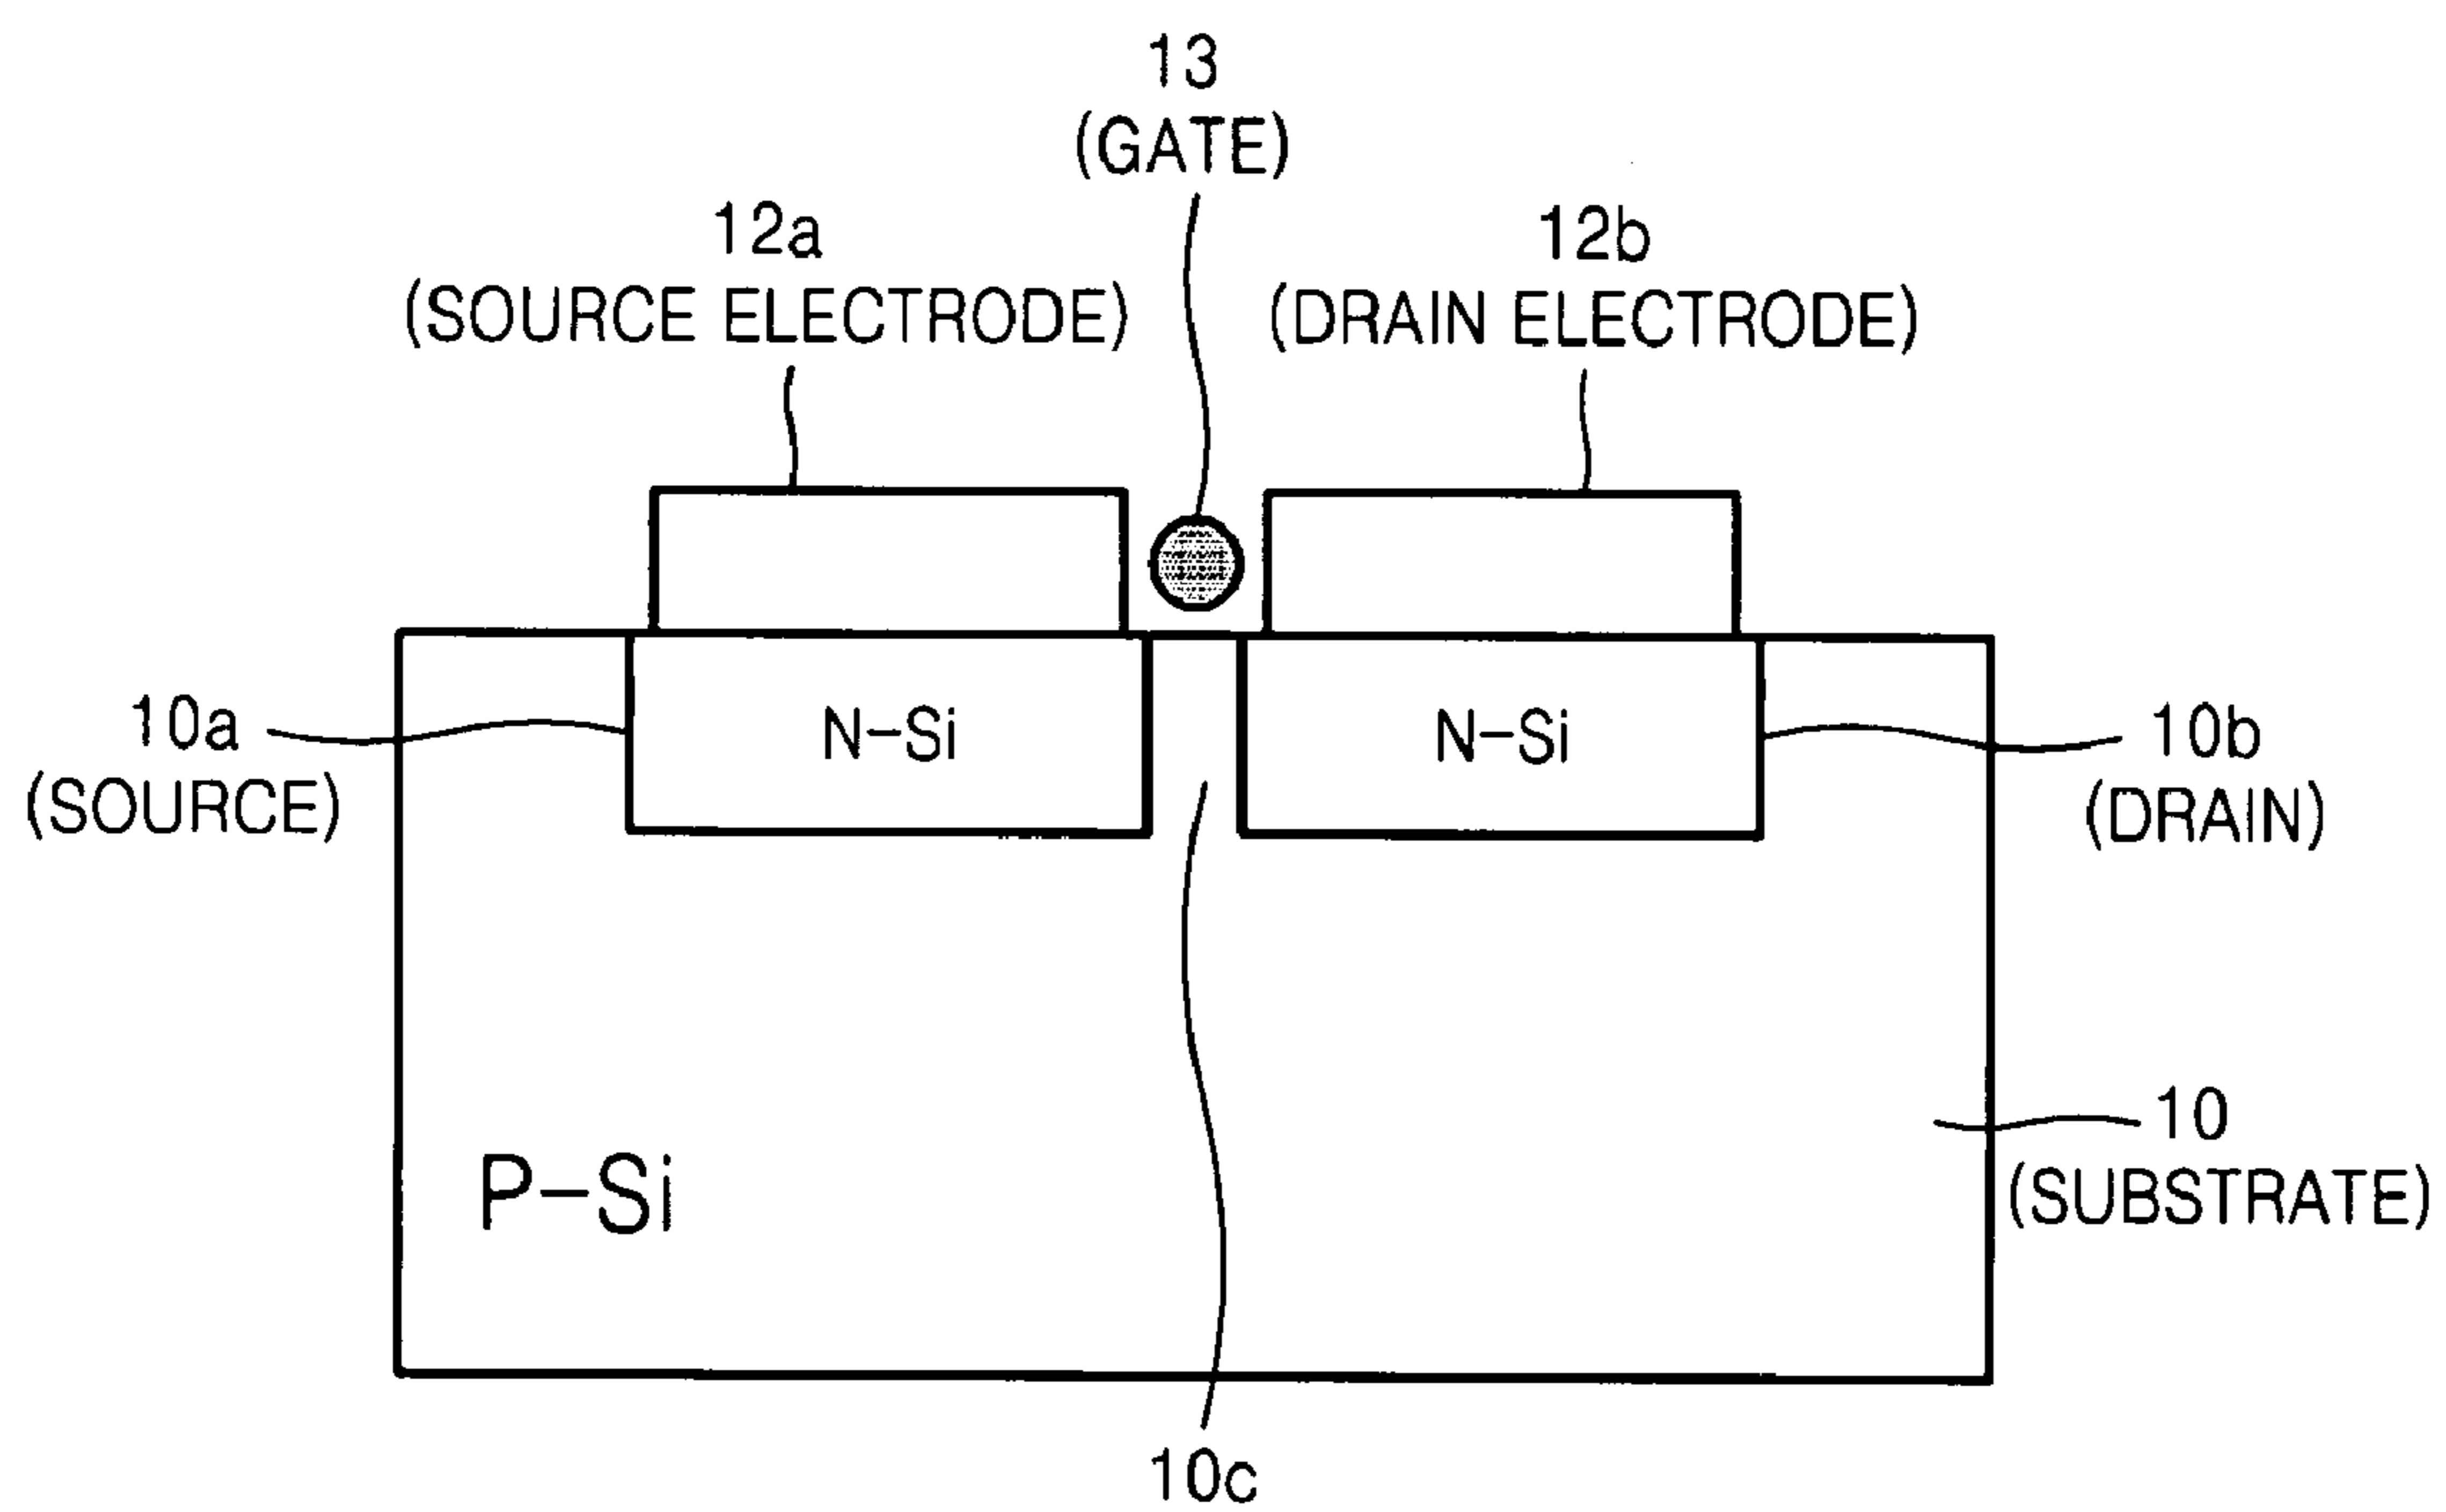 13
(GATE)
12a
(SOURCE ELECTRODE)
12b
(DRAIN ELECTRODE)
10a
(SOURCE)
N-Si
N-Si
10b
(DRAIN)
P-Si
10
(SUBSTRATE)
10c